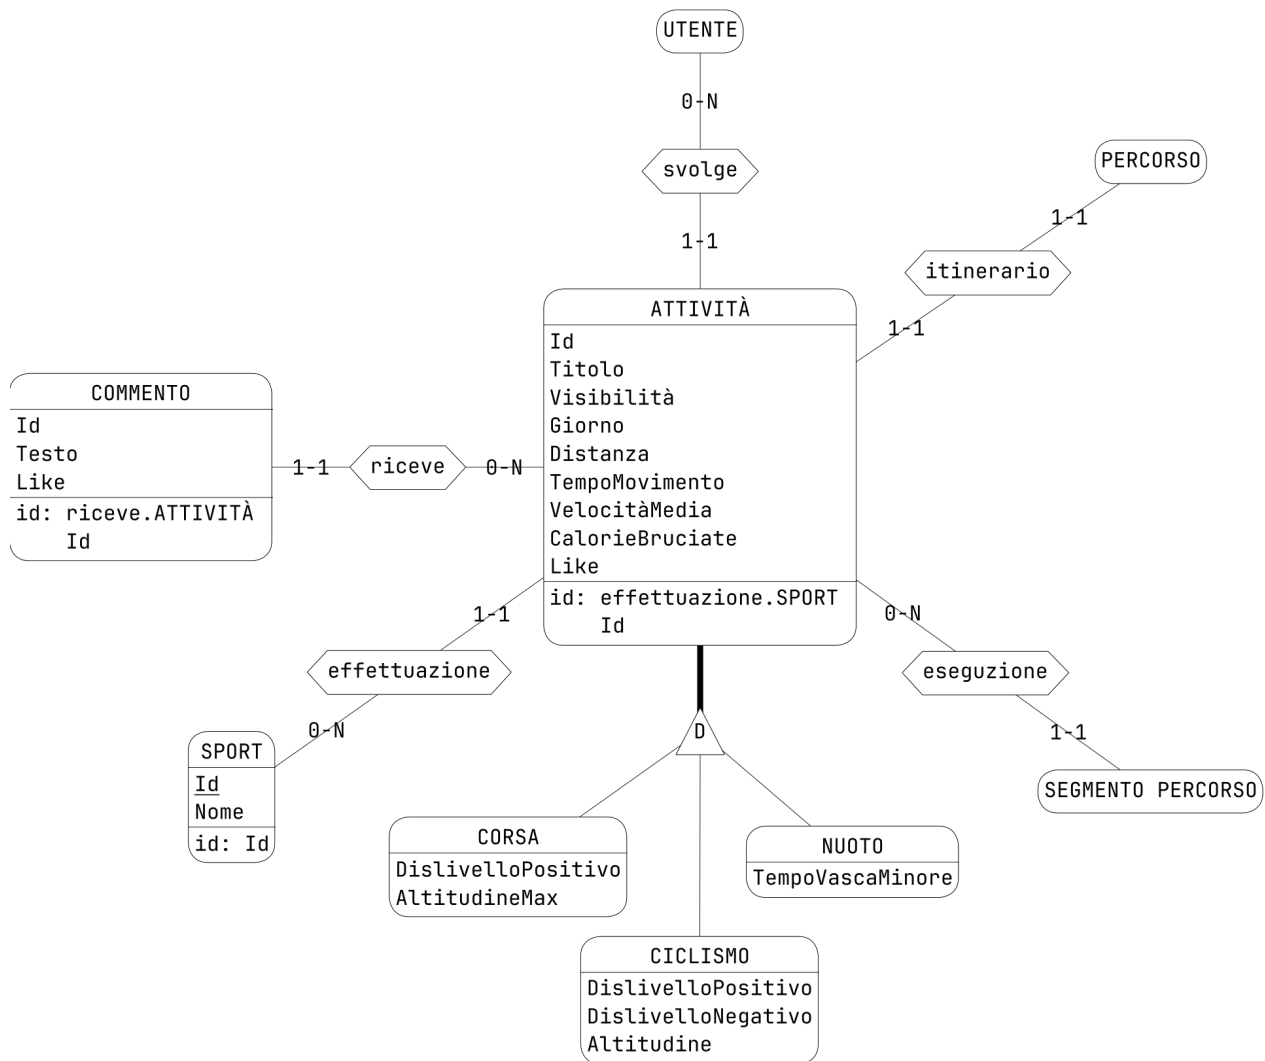 UTENTE
0-N
svolge
1-1
PERCORSO
1-1
itinerario
1-1
ATTIVITÀ
Id
Titolo
Visibilità
Giorno
Distanza
TempoMovimento
VelocitàMedia
CalorieBruciate
Like
id: effettuazione.SPORT
Id
COMMENTO
Id
Testo
Like
id: riceve.ATTIVITÀ
Id
1-1
riceve
0-N
1-1
effettuazione
0-N
SPORT
Id
Nome
id: Id
0-N
eseguzione
1-1
SEGMENTO PERCORSO
D
CORSA
DislivelloPositivo
AltitudineMax
NUOTO
TempoVascaMinore
CICLISMO
DislivelloPositivo
DislivelloNegativo
Altitudine